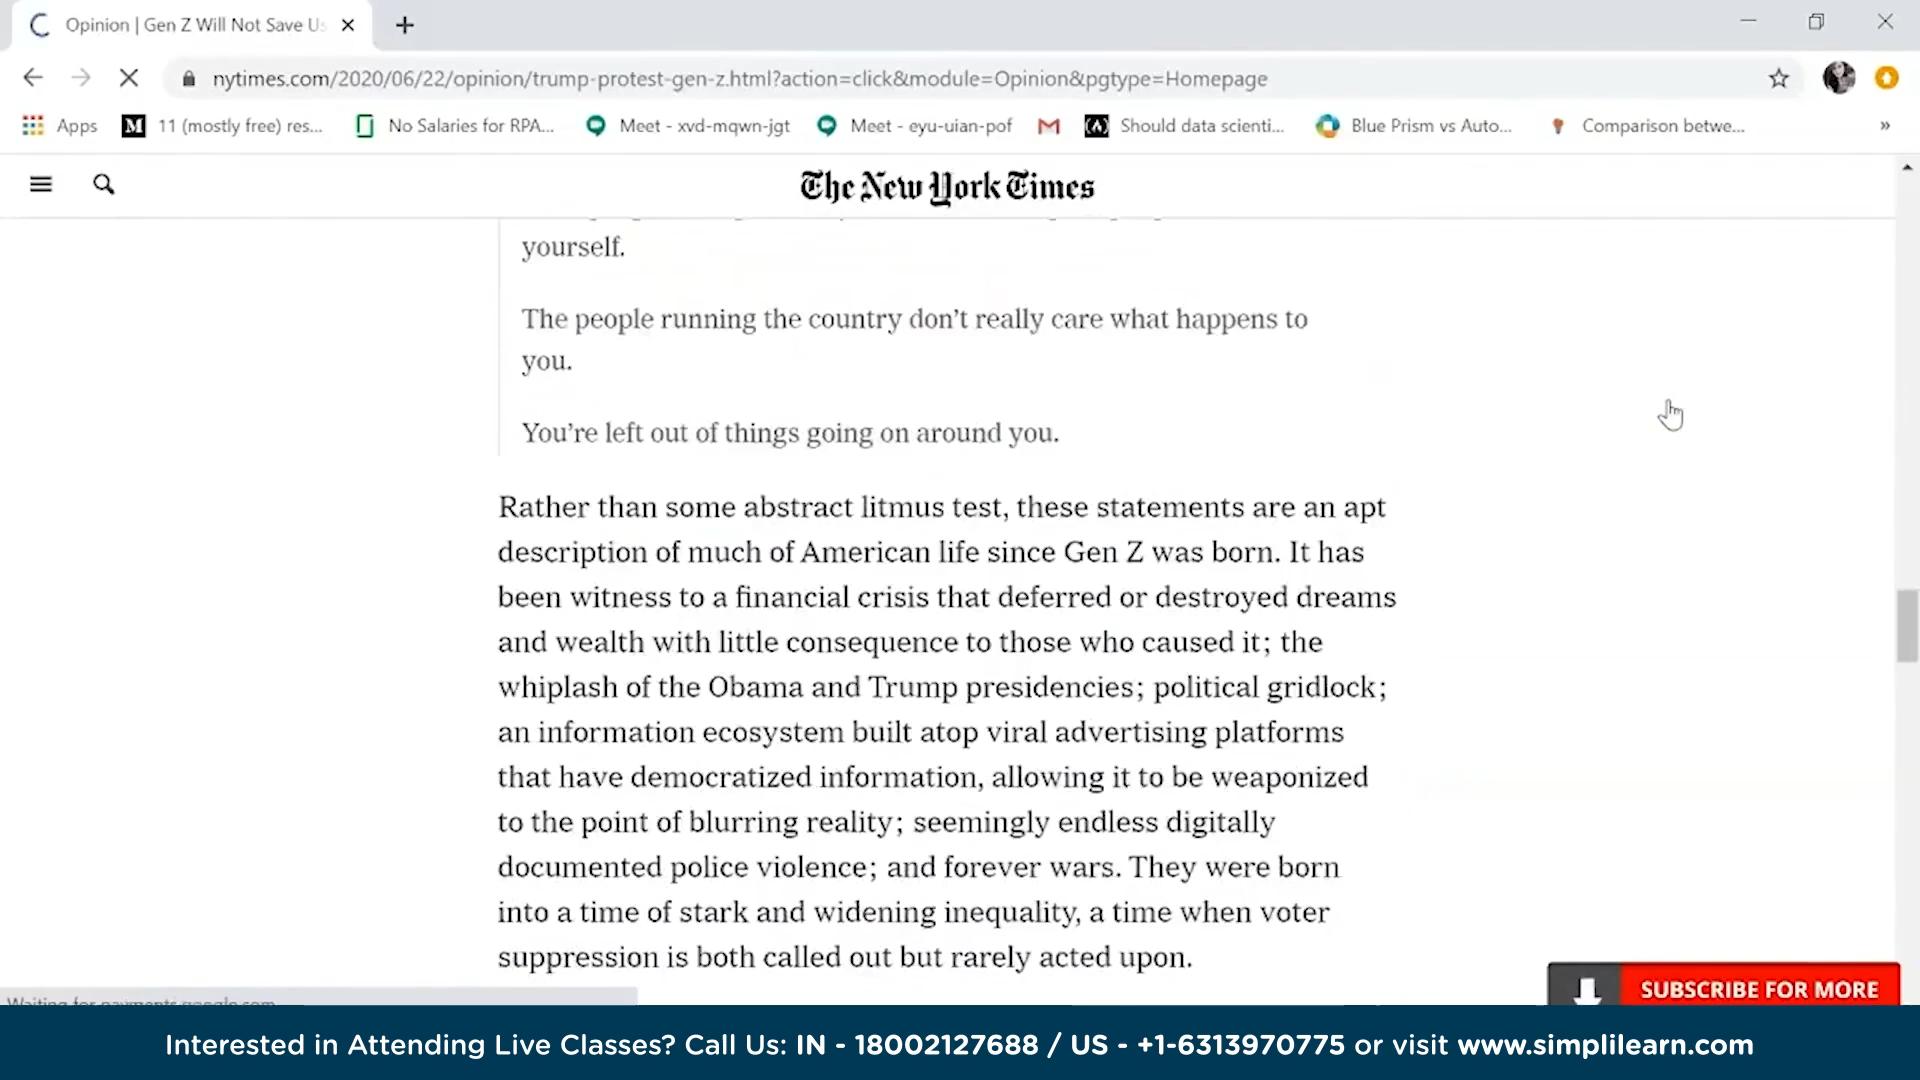 Opinion | Gen Z Will Not Save Us
nytimes.com/2020/06/22/opinion/trump-protest-gen-z.html?action=click&module=Opinion&pgtype=Homepage
Apps 11 (mostly free) res... No Salaries for RPA... Meet - xvd-mqwn-jgt Meet - eyu-uian-pof Should data scienti... Blue Prism vs Auto... Comparison betwe... »
The New York Times
yourself.
The people running the country don’t really care what happens to
you.
You’re left out of things going on around you.
Rather than some abstract litmus test, these statements are an apt
description of much of American life since Gen Z was born. It has
been witness to a financial crisis that deferred or destroyed dreams
and wealth with little consequence to those who caused it; the
whiplash of the Obama and Trump presidencies; political gridlock;
an information ecosystem built atop viral advertising platforms
that have democratized information, allowing it to be weaponized
to the point of blurring reality; seemingly endless digitally
documented police violence; and forever wars. They were born
into a time of stark and widening inequality, a time when voter
suppression is both called out but rarely acted upon.
SUBSCRIBE FOR MORE
Waiting for payments.google.com
Interested in Attending Live Classes? Call Us: IN - 18002127688 / US - +1-6313970775 or visit www.simplilearn.com